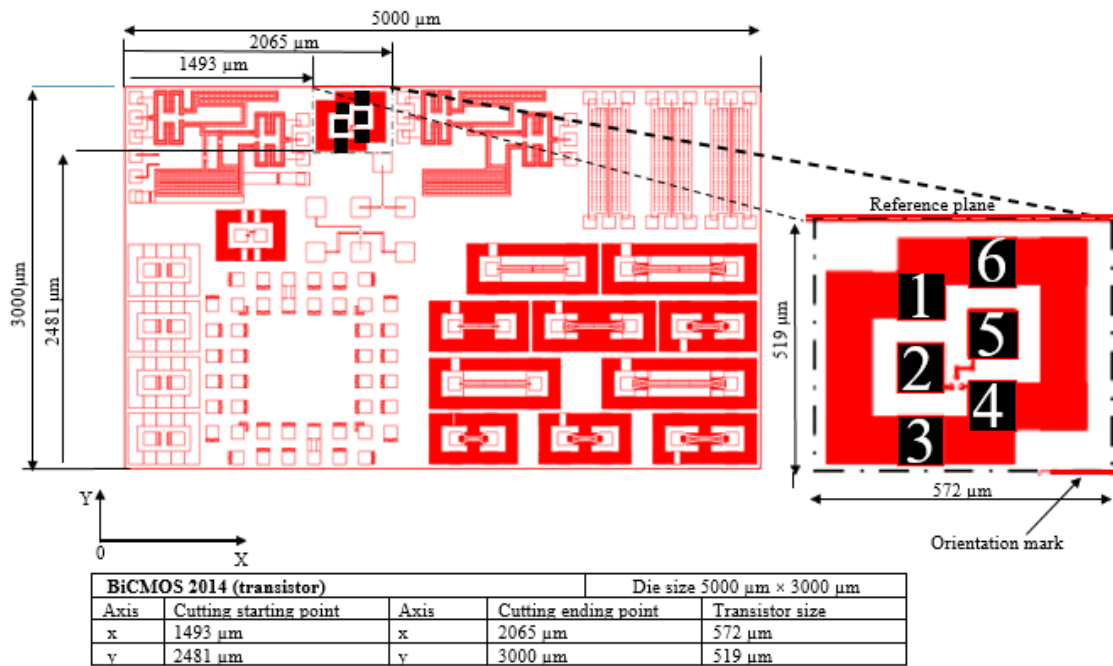 5000 µm
2065 µm
1493 µm
3000µm
2481 µm
Reference plane
519 µm
1
2
3
4
5
6
572 µm
Orientation mark
Y
0
X
BiCMOS 2014 (transistor) Die size 5000 µm × 3000 µm
Axis Cutting starting point Axis Cutting ending point Transistor size
x 1493 µm x 2065 µm 572 µm
y 2481 µm y 3000 µm 519 µm